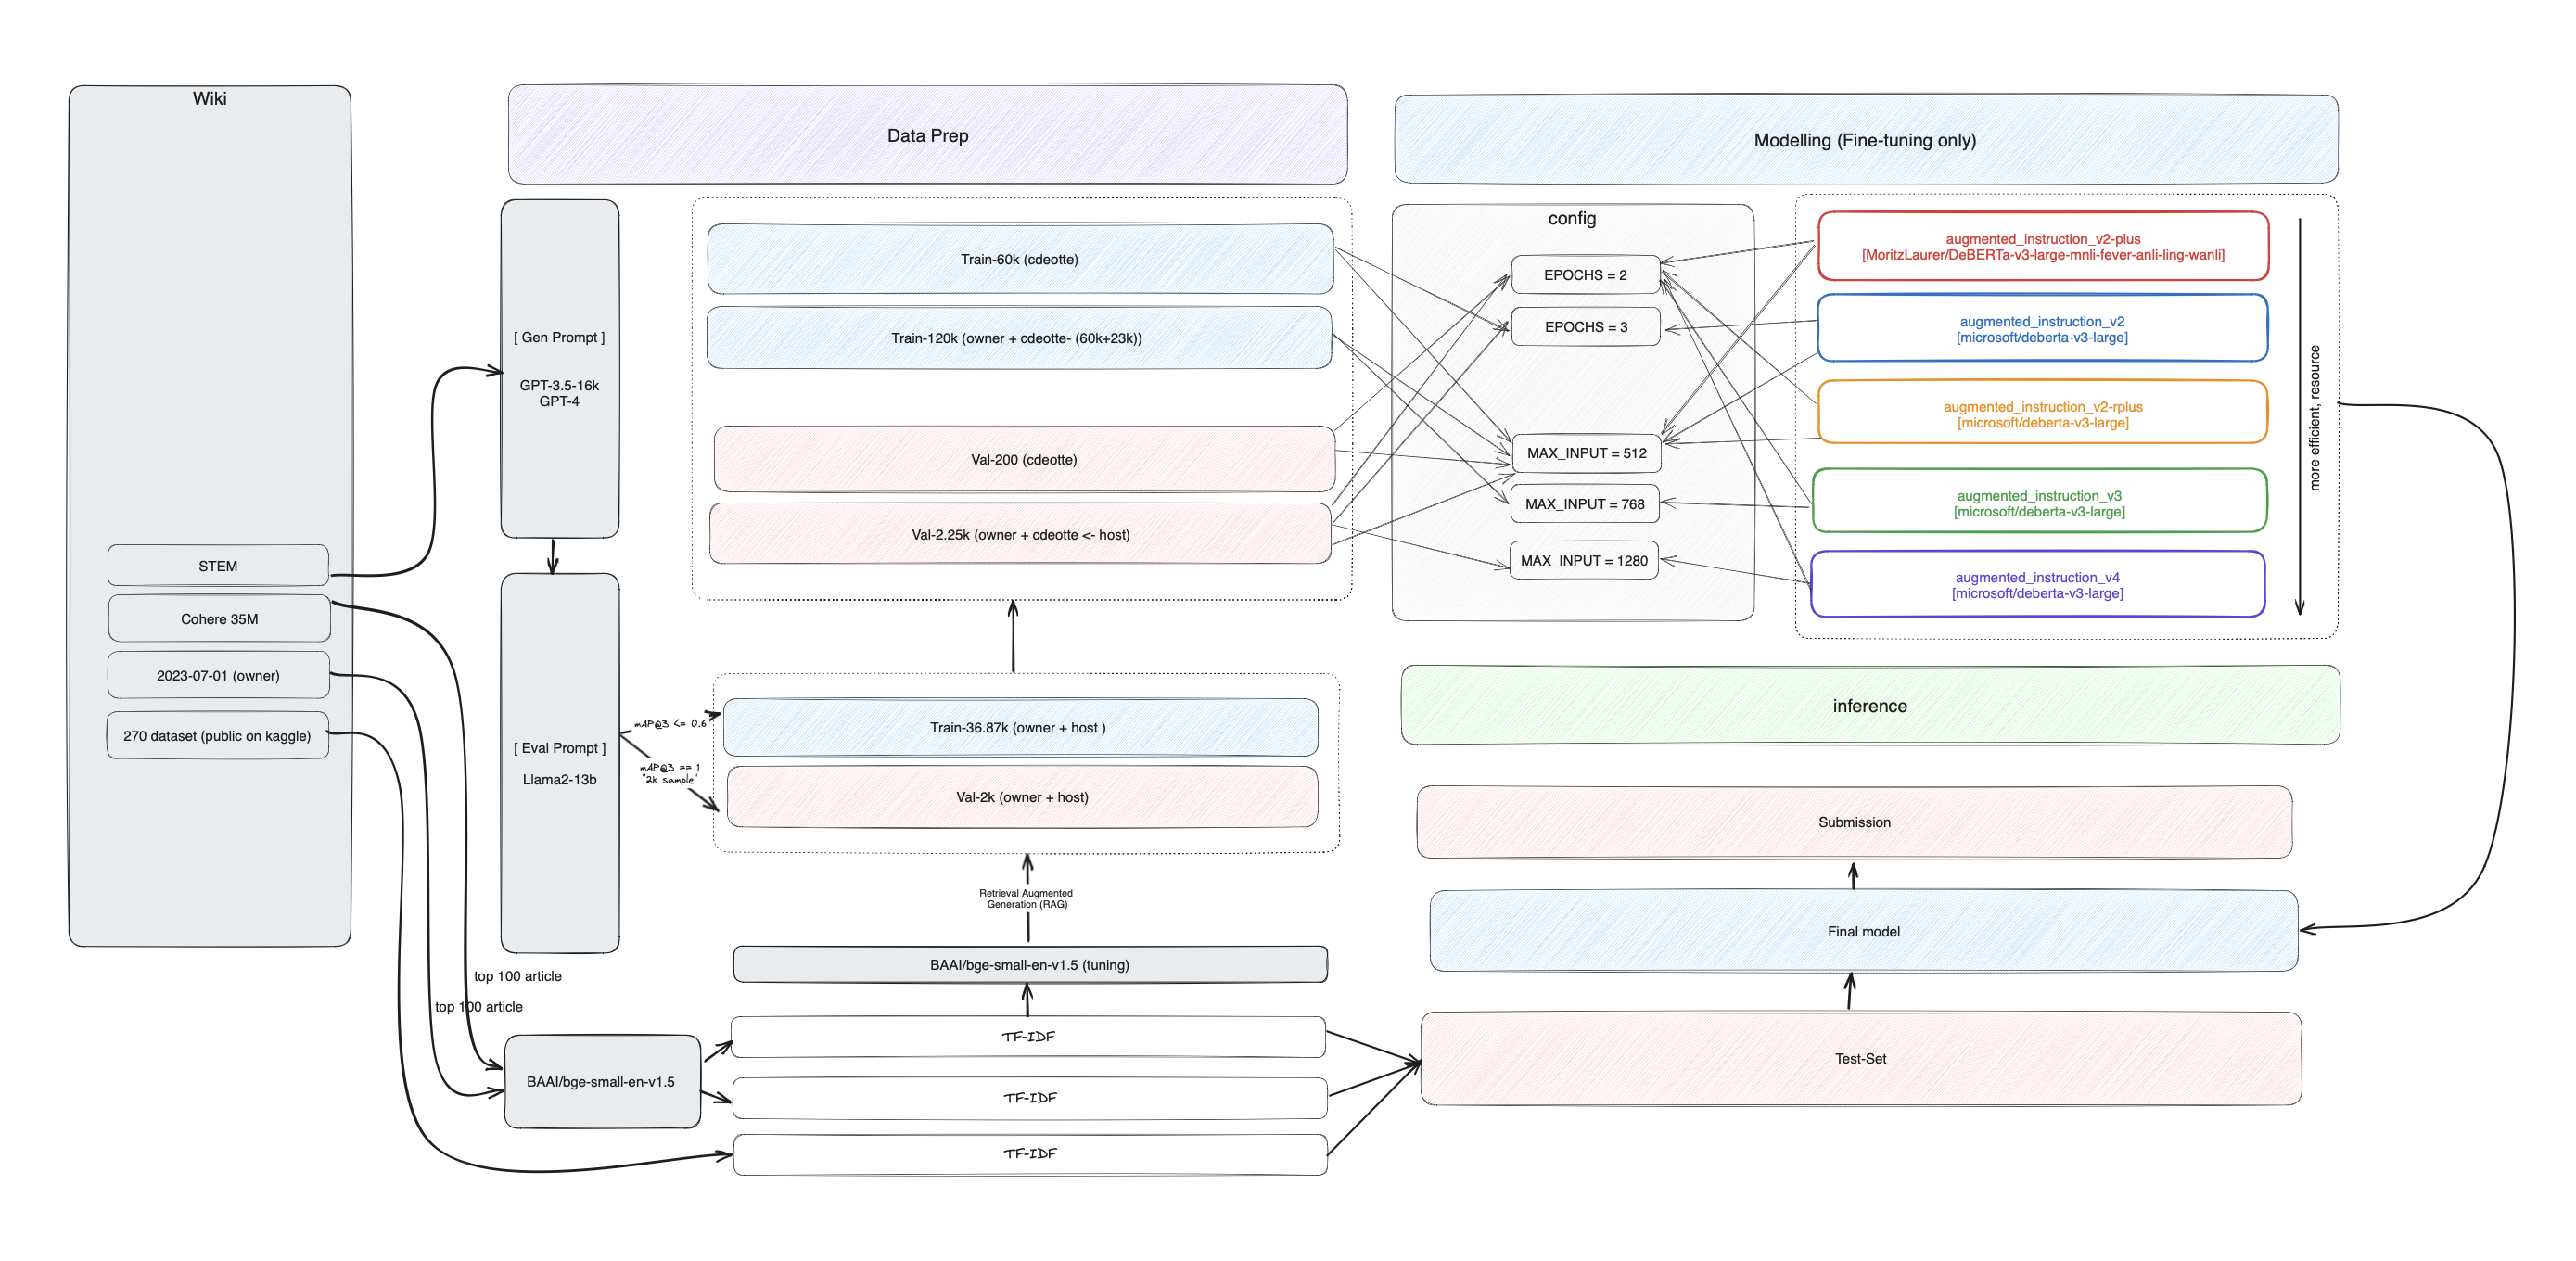 Wiki
STEM
Cohere 35M
2023-07-01 (owner)
270 dataset (public on kaggle)
Data Prep
[ Gen Prompt ]
GPT-3.5-16k
GPT-4
[ Eval Prompt ]
Llama2-13b
Train-60k (cdeotte)
Train-120k (owner + cdeotte- (60k+23k))
Val-200 (cdeotte)
Val-2.25k (owner + cdeotte <- host)
mAP@3 <= 0.6
mAP@3 == 1
"2k sample"
Train-36.87k (owner + host )
Val-2k (owner + host)
Retrieval Augmented
Generation (RAG)
BAAI/bge-small-en-v1.5 (tuning)
top 100 article
top 100 article
BAAI/bge-small-en-v1.5
TF-IDF
TF-IDF
TF-IDF
Modelling (Fine-tuning only)
config
EPOCHS = 2
EPOCHS = 3
MAX_INPUT = 512
MAX_INPUT = 768
MAX_INPUT = 1280
augmented_instruction_v2-plus
[MoritzLaurer/DeBERTa-v3-large-mnli-fever-anli-ling-wanli]
augmented_instruction_v2
[microsoft/deberta-v3-large]
augmented_instruction_v2-rplus
[microsoft/deberta-v3-large]
augmented_instruction_v3
[microsoft/deberta-v3-large]
augmented_instruction_v4
[microsoft/deberta-v3-large]
more efficient, resource
inference
Submission
Final model
Test-Set